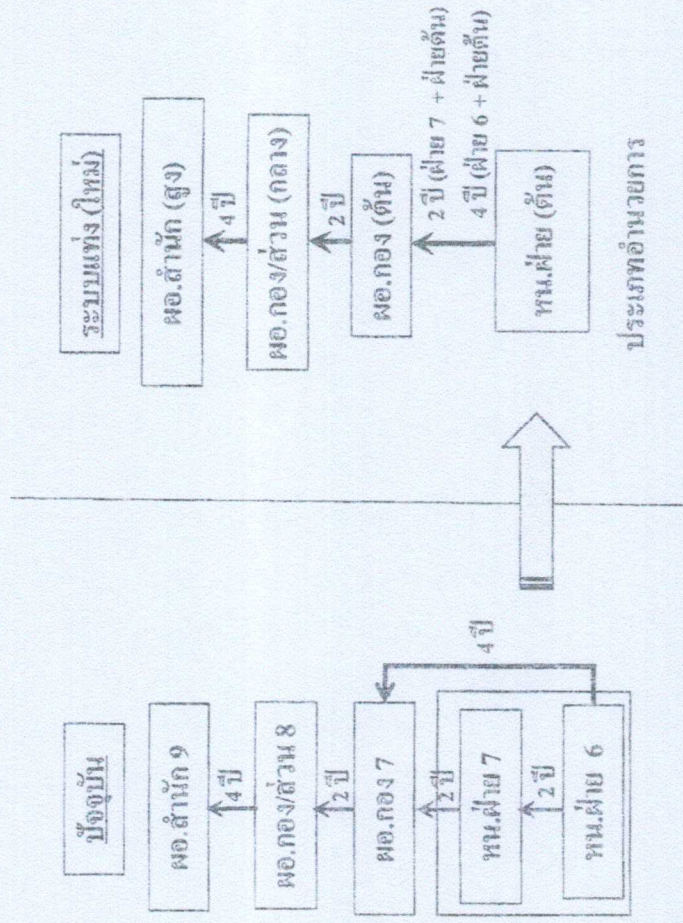 ปัจจุบัน
ผอ.สำนัก 9
4 ปี
ผอ.กอง/ส่วน 8
2 ปี
ผอ.กอง 7
2 ปี
หน.ฝ่าย 7
2 ปี
หน.ฝ่าย 6
4 ปี
ระบบแท่ง (ใหม่)
ผอ.สำนัก (สูง)
4 ปี
ผอ.กอง/ส่วน (กลาง)
2 ปี
ผอ.กอง (ต้น)
2 ปี (ฝ่าย 7 + ฝ่ายต้น)
4 ปี (ฝ่าย 6 + ฝ่ายต้น)
หน.ฝ่าย (ต้น)
ประเภทอำนวยการ